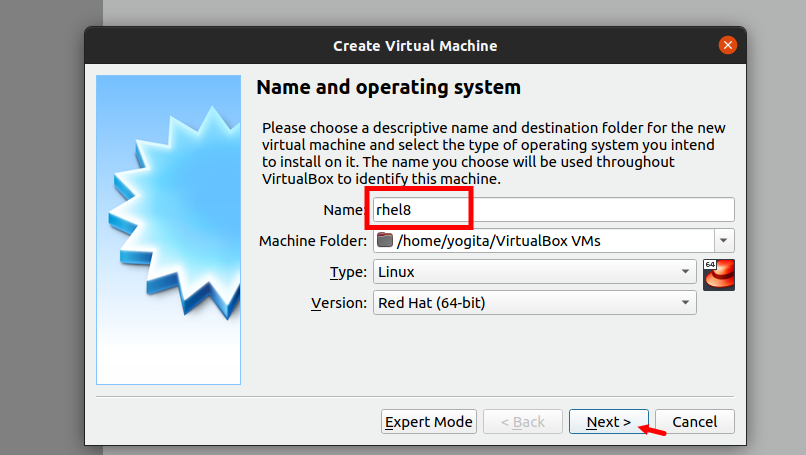 Create Virtual Machine
Name and operating system
Please choose a descriptive name and destination folder for the new
virtual machine and select the type of operating system you intend
to install on it. The name you choose will be used throughout
VirtualBox to identify this machine.
Name: rhel8
Machine Folder: /home/yogita/VirtualBox VMs
Type: Linux
64
Version: Red Hat (64-bit)
Expert Mode < Back Next > Cancel